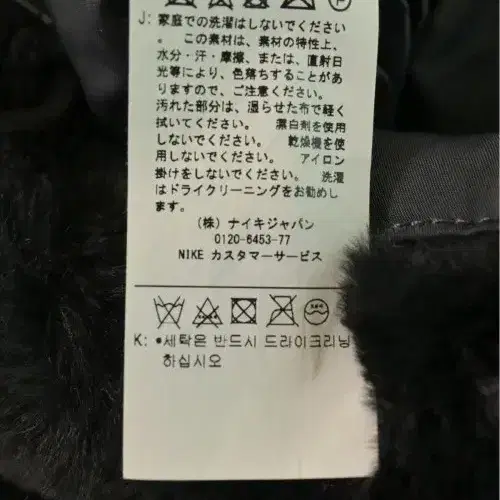 J: 家庭での洗濯はしないでください
。 この素材は、素材の特性上、
水分・汗・摩擦、または、直射日
光等により、色落ちすることがあ
りますので、ご注意ください。
汚れた部分は、湿らせた布で軽く
拭いてください。 漂白剤を使用
しないでください。 乾燥機を使
用しないでください。 アイロン
掛けをしないでください。 洗濯
はドライクリーニングをお勧めし
ます。
(株) ナイキジャパン
0120-6453-77
NIKE カスタマーサービス
K: •세탁은 반드시 드라이크리닝
하십시오